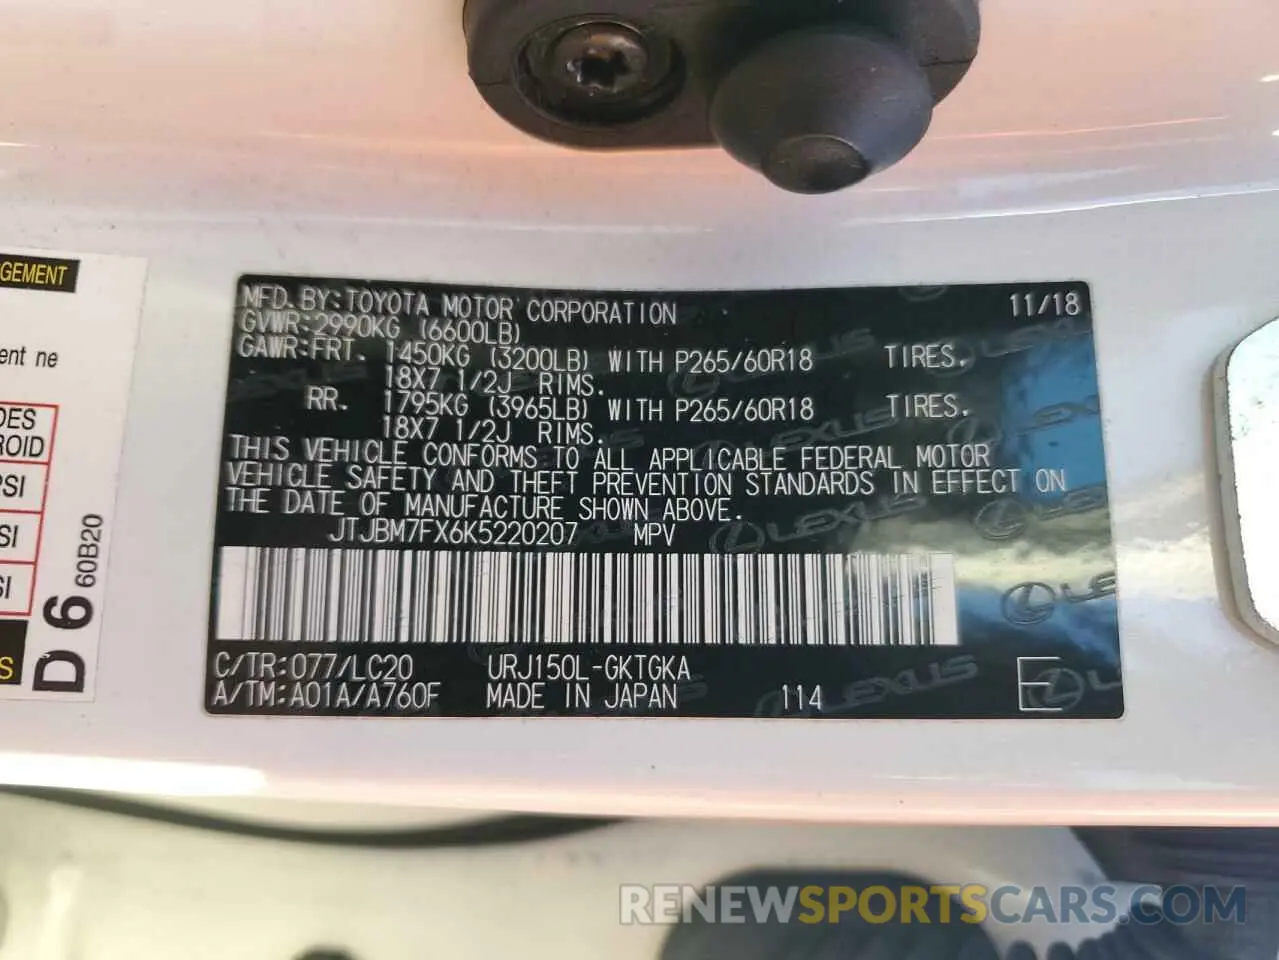 MFD. BY:TOYOTA MOTOR CORPORATION 11/18
GVWR:2990KG (6600LB)
GAWR:FRT. 1450KG (3200LB) WITH P265/60R18 TIRES.
18X7 1/2J RIMS.
RR. 1795KG (3965LB) WITH P265/60R18 TIRES.
18X7 1/2J RIMS.
THIS VEHICLE CONFORMS TO ALL APPLICABLE FEDERAL MOTOR
VEHICLE SAFETY AND THEFT PREVENTION STANDARDS IN EFFECT ON
THE DATE OF MANUFACTURE SHOWN ABOVE.
JTJBM7FX6K5220207 MPV
C/TR:077/LC20 URJ150L-GKTGKA
A/TM:A01A/A760F MADE IN JAPAN 114 E
LEXUS
GEMENT
ent ne
DES
ROID
PSI
SI
SI
S
D 6 60B20
RENEWSPORTSCARS.COM